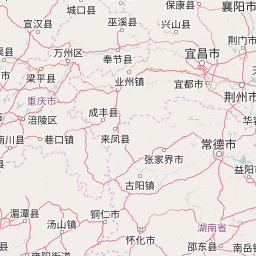 城口县
保康县
襄阳市
宣汉县
巫溪县
兴山县
万州区
奉节县
宜昌市
荆门市
梁平县
业州镇
宜都市
荆州市
重庆市
咸丰县
涪陵区
巷口镇
来凤县
常德市
张家界市
益阳
古阳镇
湄潭县
铜仁市
湖南省
汤山镇
怀化市
邵东县
南岳